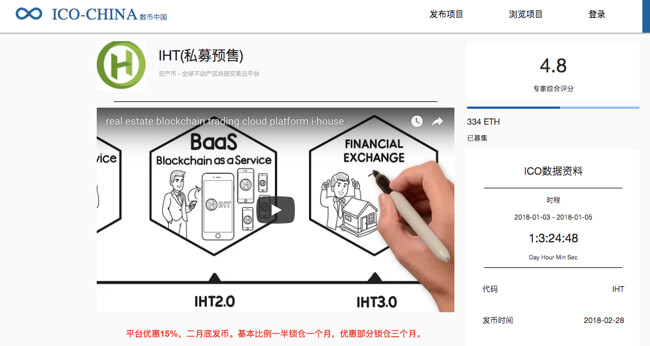 ICO-CHINA 数币中国
发布项目 浏览项目 登录
IHT(私募预售)
房产币 - 全球不动产区块链交易云平台
real estate blockchain trading cloud platform i-house
BaaS
Blockchain as a Service
IHT
FINANCIAL
EXCHANGE
IHT2.0
IHT3.0
平台优惠15%，二月底发币。基本比例一半锁仓一个月，优惠部分锁仓三个月。
4.8
专家综合评分
334 ETH
已募集
ICO数据资料
时程
2018-01-03 - 2018-01-05
1:3:24:48
Day Hour Min Sec
代码 IHT
发币时间 2018-02-28